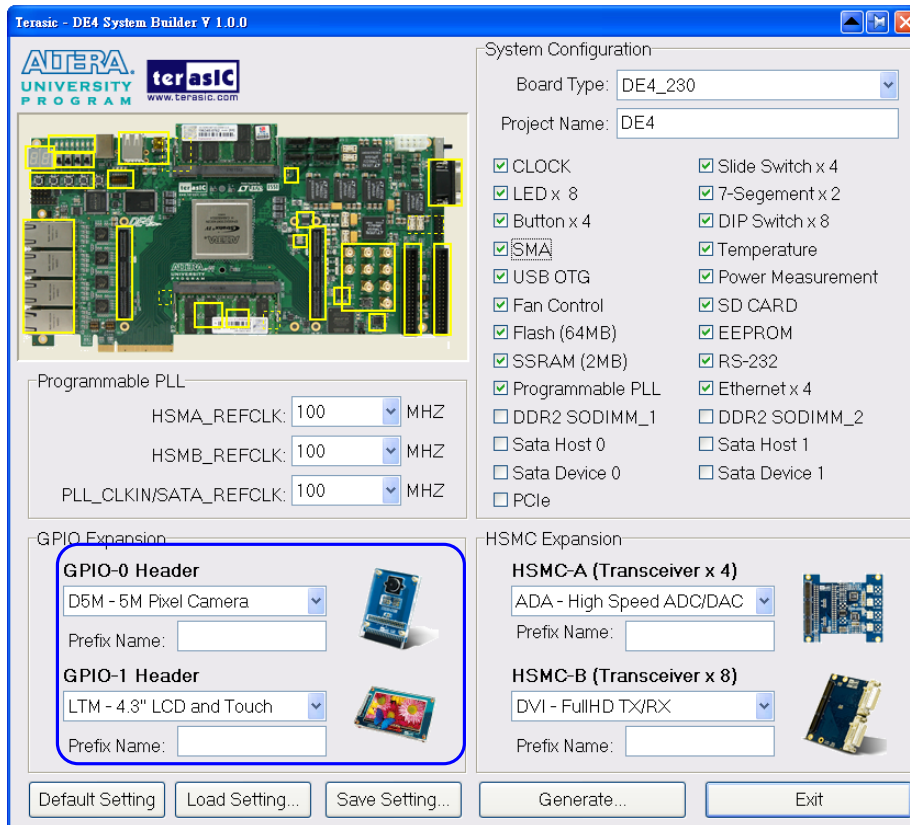 Terasic - DE4 System Builder V 1.0.0
ALTERA.
UNIVERSITY
PROGRAM
terasIC
www.terasic.com
System Configuration
Board Type: DE4_230
Project Name: DE4
CLOCK
Slide Switch x 4
LED x 8
7-Segement x 2
Button x 4
DIP Switch x 8
SMA
Temperature
USB OTG
Power Measurement
Fan Control
SD CARD
Flash (64MB)
EEPROM
SSRAM (2MB)
RS-232
Programmable PLL
Ethernet x 4
DDR2 SODIMM_1
DDR2 SODIMM_2
Sata Host 0
Sata Host 1
Sata Device 0
Sata Device 1
PCIe
Programmable PLL
HSMA_REFCLK: 100 MHZ
HSMB_REFCLK: 100 MHZ
PLL_CLKIN/SATA_REFCLK: 100 MHZ
GPIO Expansion
GPIO-0 Header
D5M - 5M Pixel Camera
Prefix Name:
GPIO-1 Header
LTM - 4.3" LCD and Touch
Prefix Name:
HSMC Expansion
HSMC-A (Transceiver x 4)
ADA - High Speed ADC/DAC
Prefix Name:
HSMC-B (Transceiver x 8)
DVI - FullHD TX/RX
Prefix Name:
Default Setting
Load Setting...
Save Setting...
Generate...
Exit